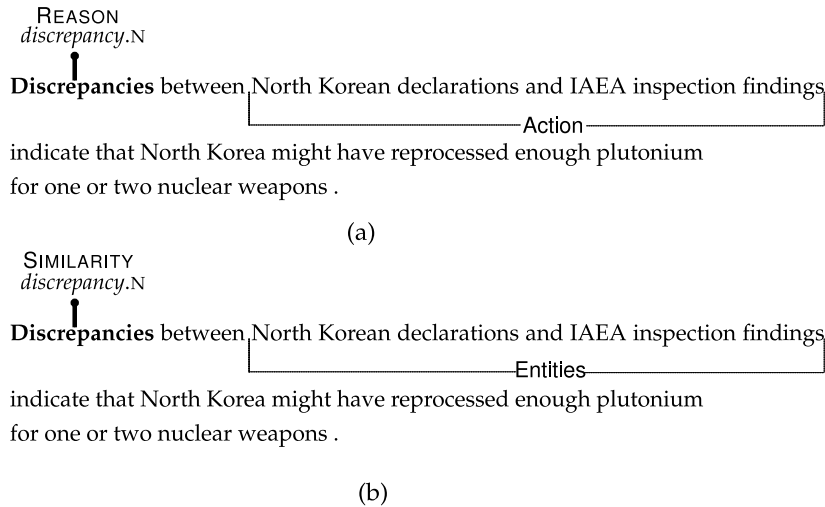 REASON
discrepancy.N
Discrepancies between North Korean declarations and IAEA inspection findings
Action
indicate that North Korea might have reprocessed enough plutonium
for one or two nuclear weapons .
(a)
SIMILARITY
discrepancy.N
Discrepancies between North Korean declarations and IAEA inspection findings
Entities
indicate that North Korea might have reprocessed enough plutonium
for one or two nuclear weapons .
(b)